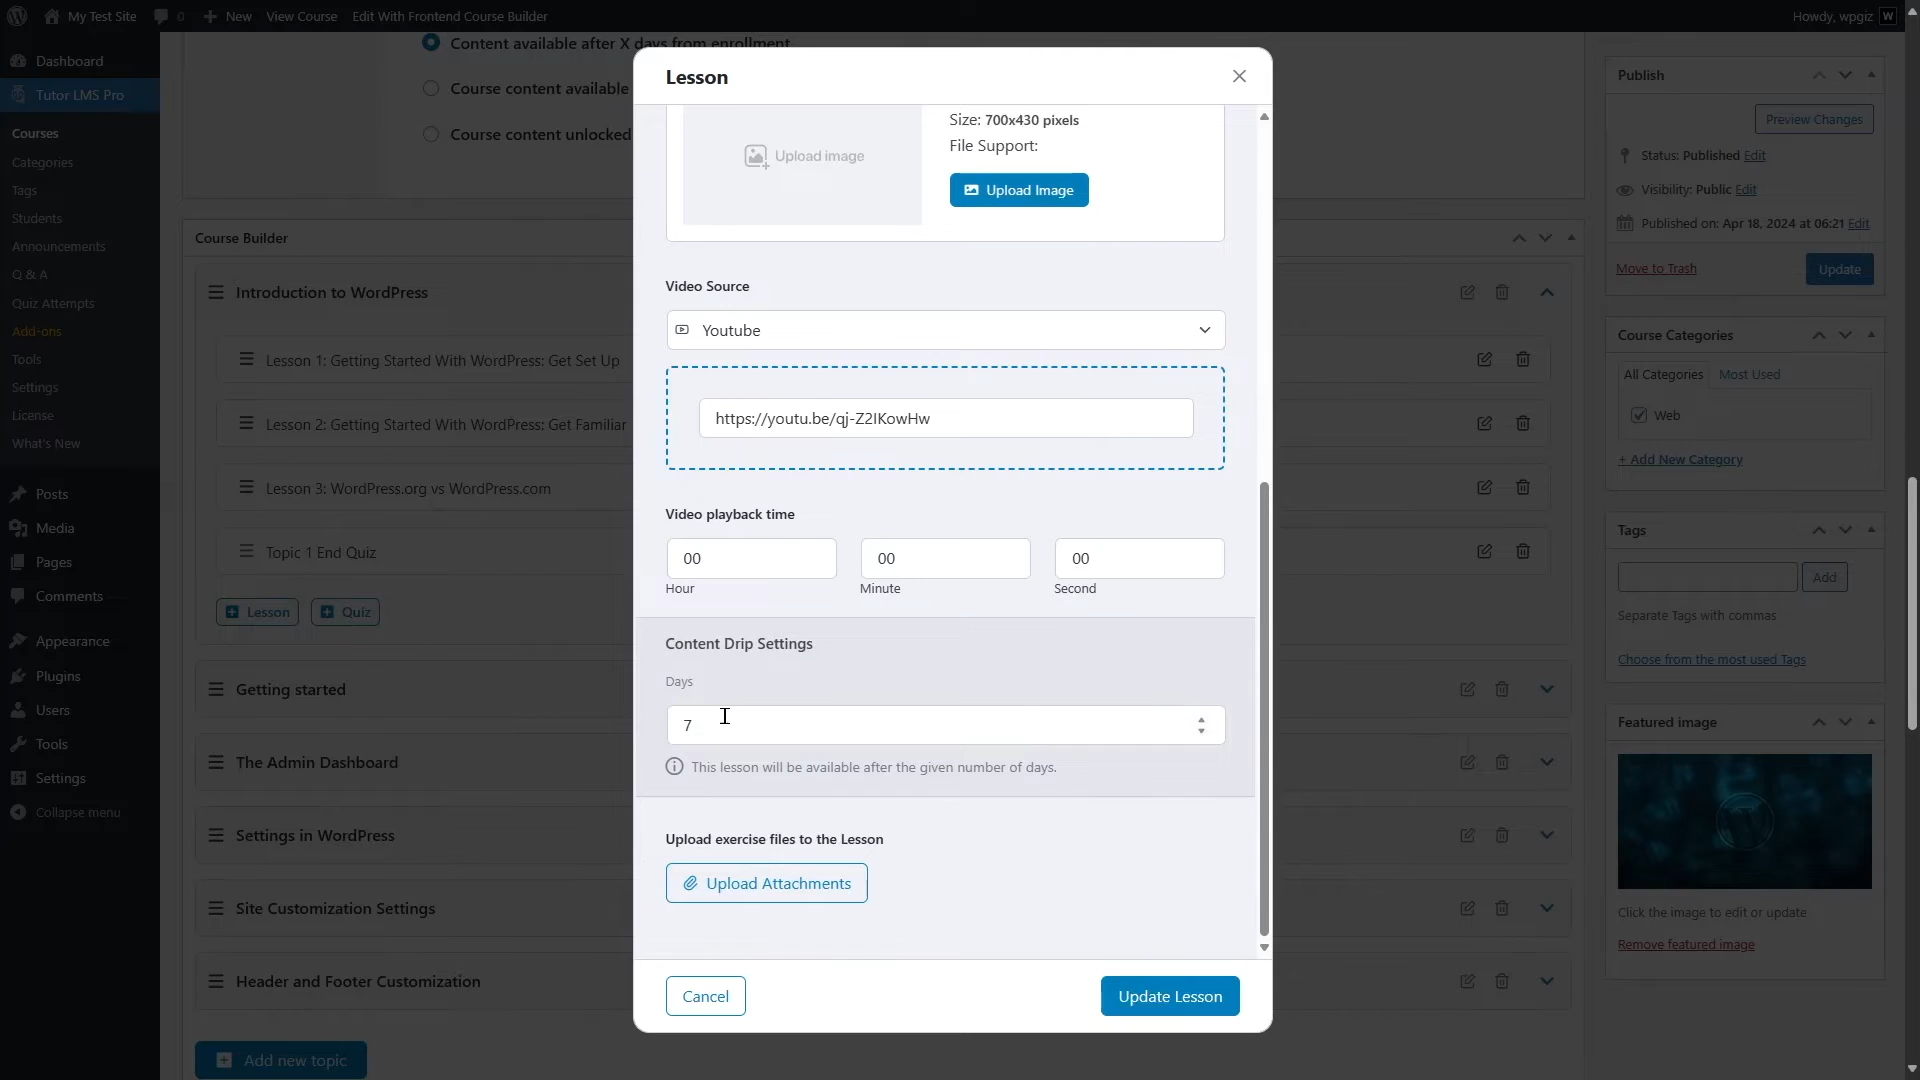 My Test Site
0
New
View Course
Edit With Frontend Course Builder
Howdy, wpgiz
Dashboard
Tutor LMS Pro
Courses
Categories
Tags
Students
Announcements
Q & A
Quiz Attempts
Add-ons
Tools
Settings
License
What's New
Posts
Media
Pages
Comments
Appearance
Plugins
Users
Tools
Settings
Collapse menu
Content available after X days from enrollment
Course content available
Course content unlocked
Course Builder
Introduction to WordPress
Lesson 1: Getting Started With WordPress: Get Set Up
Lesson 2: Getting Started With WordPress: Get Familiar
Lesson 3: WordPress.org vs WordPress.com
Topic 1 End Quiz
Lesson
Quiz
Getting started
The Admin Dashboard
Settings in WordPress
Site Customization Settings
Header and Footer Customization
Add new topic
Lesson
Upload image
Size: 700x430 pixels
File Support:
Upload Image
Video Source
Youtube
https://youtu.be/qj-Z2IKowHw
Video playback time
00
00
00
Hour
Minute
Second
Content Drip Settings
Days
7
This lesson will be available after the given number of days.
Upload exercise files to the Lesson
Upload Attachments
Cancel
Update Lesson
Publish
Preview Changes
Status: Published Edit
Visibility: Public Edit
Published on: Apr 18, 2024 at 06:21 Edit
Move to Trash
Update
Course Categories
All Categories
Most Used
Web
+ Add New Category
Tags
Add
Separate Tags with commas
Choose from the most used Tags
Featured image
Click the image to edit or update
Remove featured image